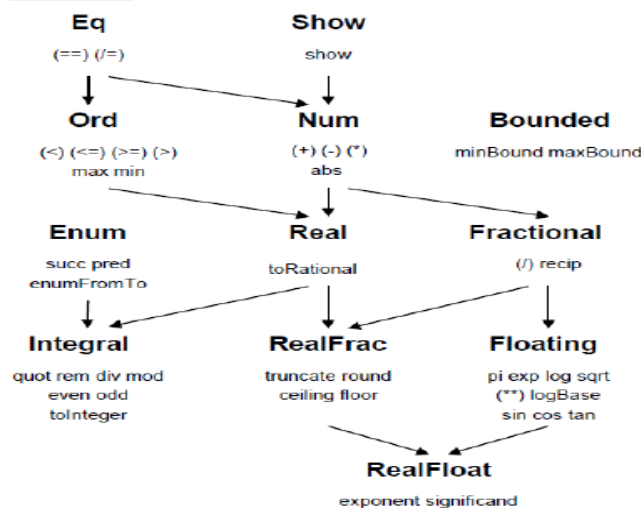 Eq Show
(==) (/=) show
Ord Num Bounded
(<) (<=) (>=) (>) (+) (-) (*) minBound maxBound
max min abs
Enum Real Fractional
succ pred toRational (/) recip
enumFromTo
Integral RealFrac Floating
quot rem div mod truncate round pi exp log sqrt
even odd ceiling floor (**) logBase
toInteger sin cos tan
RealFloat
exponent significand